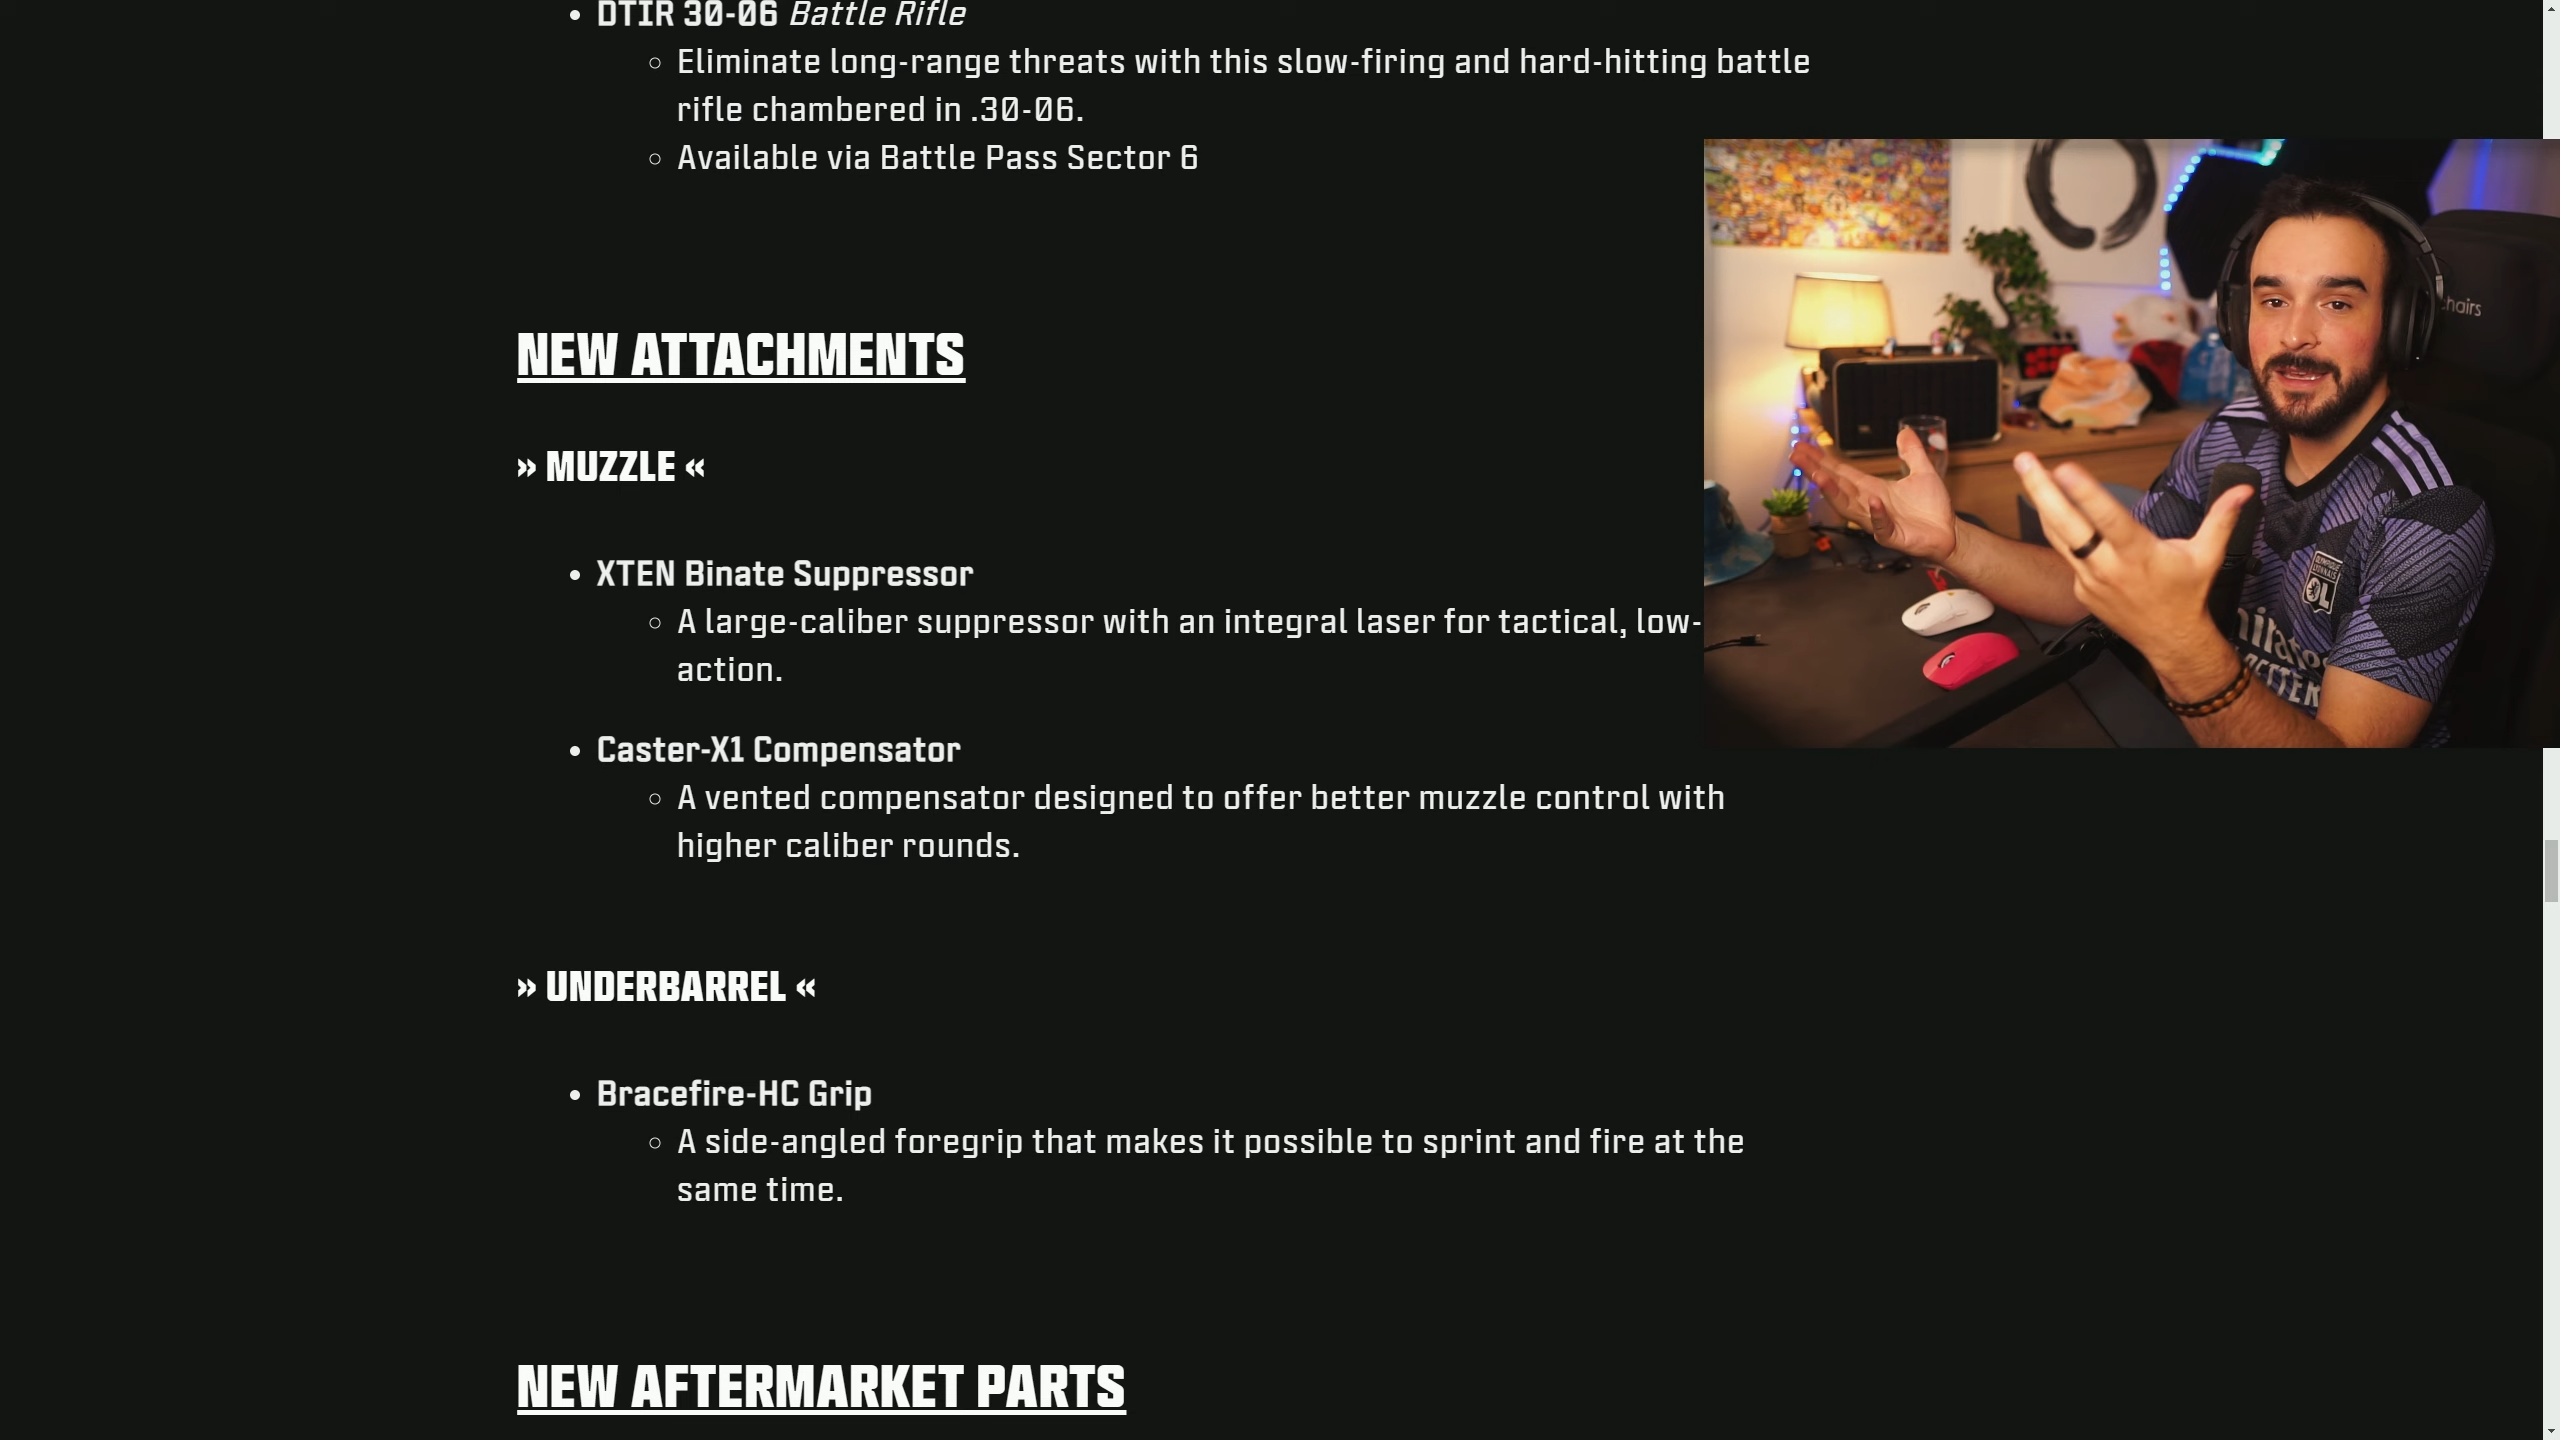 DTIR 30-06 Battle Rifle
Eliminate long-range threats with this slow-firing and hard-hitting battle
rifle chambered in .30-06.
Available via Battle Pass Sector 6
NEW ATTACHMENTS
» MUZZLE «
XTEN Binate Suppressor
A large-caliber suppressor with an integral laser for tactical, low-
action.
Caster-X1 Compensator
A vented compensator designed to offer better muzzle control with
higher caliber rounds.
» UNDERBARREL «
Bracefire-HC Grip
A side-angled foregrip that makes it possible to sprint and fire at the
same time.
NEW AFTERMARKET PARTS
hairs
OLYMPIQUE
LYONNAIS
OL